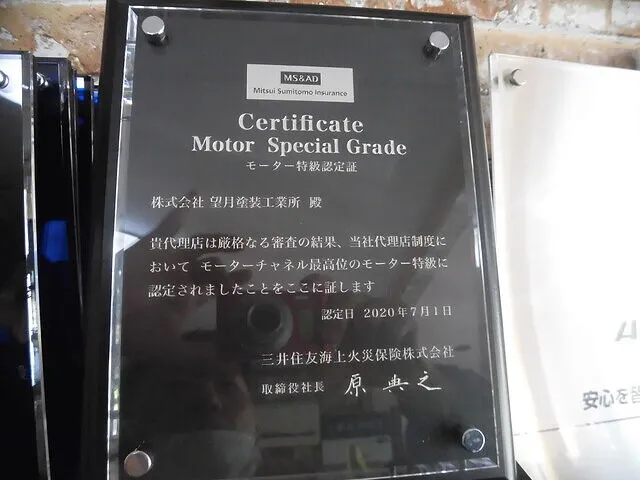 MS&AD
Mitsui Sumitomo Insurance
Certificate
Motor Special Grade
モーター特級認定証
株式会社 望月塗装工業所 殿
貴代理店は厳格なる審査の結果、当社代理店制度に
おいて モーターチャネル最高位のモーター特級に
認定されましたことをここに証します
認定日 2020年7月1日
三井住友海上火災保険株式会社
取締役社長 原 典之
安心を